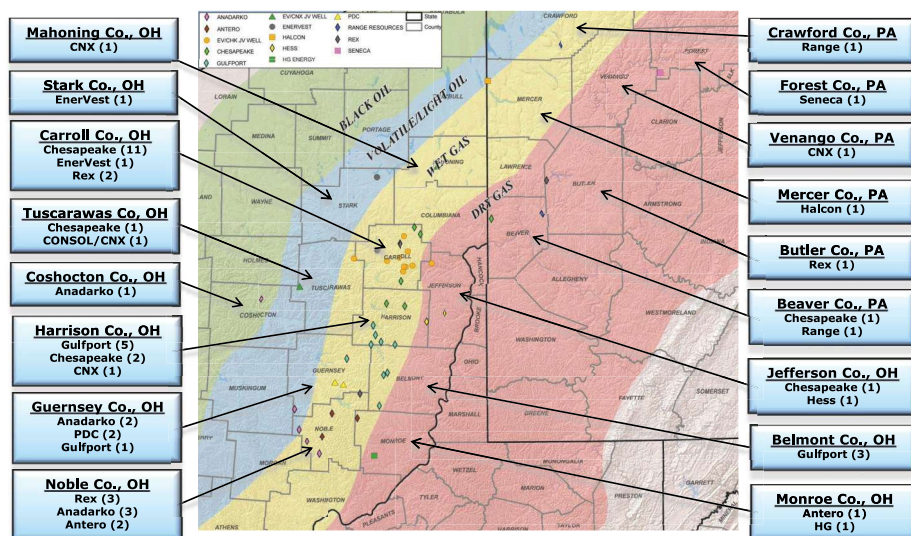 Mahoning Co., OH
CNX (1)
Stark Co., OH
EnerVest (1)
Carroll Co., OH
Chesapeake (11)
EnerVest (1)
Rex (2)
Tuscarawas Co, OH
Chesapeake (1)
CONSOL/CNX (1)
Coshocton Co., OH
Anadarko (1)
Harrison Co., OH
Gulfport (5)
Chesapeake (2)
CNX (1)
Guernsey Co., OH
Anadarko (2)
PDC (2)
Gulfport (1)
Noble Co., OH
Rex (3)
Anadarko (3)
Antero (2)
ANADARKO
ANTERO
EV/CHK JV WELL
CHESAPEAKE
GULFPORT
EV/CNX JV WELL
ENERVEST
HALCON
HESS
HG ENERGY
PDC
RANGE RESOURCES
REX
SENECA
State
County
CRAWFORD
CUYAHOGA
LORAIN
FOREST
ELK
VENANGO
MERCER
BLACK OIL
VOLATILE/LIGHT OIL
WET GAS
DRY GAS
MEDINA
SUMMIT
PORTAGE
CLARION
JEFFERSON
LAWRENCE
WAYNE
STARK
BUTLER
ARMSTRONG
COLUMBIANA
BEAVER
INDIANA
HOLMES
CARROLL
HANCOCK
TUSCARAWAS
JEFFERSON
ALLEGHENY
COSHOCTON
HARRISON
BROOKE
WESTMORELAND
WASHINGTON
OHIO
GUERNSEY
BELMONT
MUSKINGUM
FAYETTE
SOMERSET
MARSHALL
GREENE
NOBLE
MONROE
WETZEL
MONONGALIA
PRESTON
GARRETT
WASHINGTON
TYLER
MARION
ATHENS
PLEASANTS
HARRISON
TAYLOR
Crawford Co., PA
Range (1)
Forest Co., PA
Seneca (1)
Venango Co., PA
CNX (1)
Mercer Co., PA
Halcon (1)
Butler Co., PA
Rex (1)
Beaver Co., PA
Chesapeake (1)
Range (1)
Jefferson Co., OH
Chesapeake (1)
Hess (1)
Belmont Co., OH
Gulfport (3)
Monroe Co., OH
Antero (1)
HG (1)